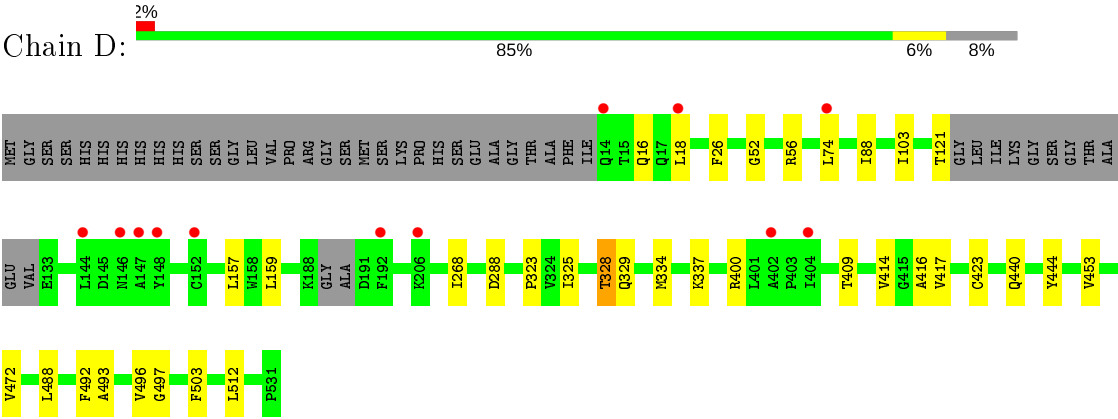 2%
Chain D:
85% 6% 8%
MET GLY SER SER HIS HIS HIS HIS HIS HIS SER SER GLY LEU VAL PRO ARG GLY SER MET SER LYS PRO HIS SER GLU ALA GLY THR ALA PHE ILE Q14 T15 Q16 Q17 L18 F26 G52 R56 L74 I88 I103 T121 GLY LEU ILE LYS GLY SER GLY THR ALA
GLU VAL E133 L144 D145 N146 A147 Y148 C152 L157 W158 L159 K188 GLY ALA D191 F192 K206 I268 D288 P323 V324 I325 T328 Q329 M334 K337 R400 L401 A402 P403 I404 T409 V414 G415 A416 V417 C423 Q440 Y444 V453
V472 L488 F492 A493 V496 G497 F503 L512 P531